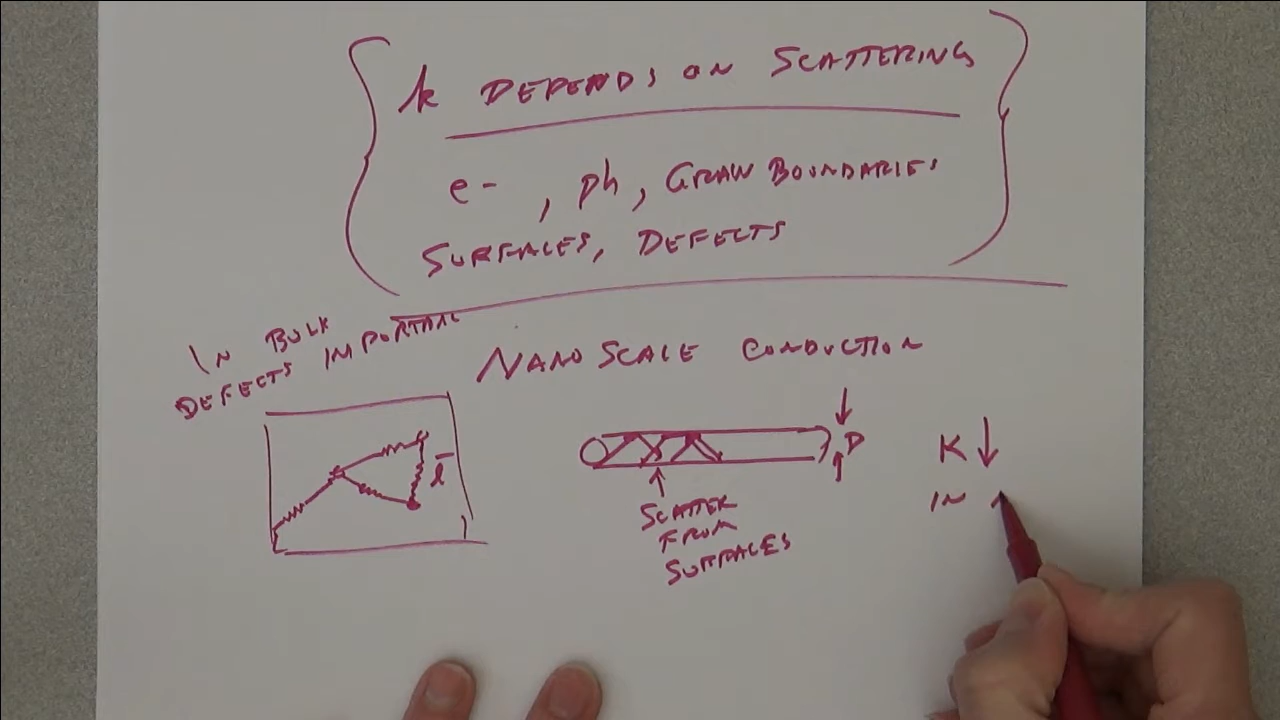 k DEPENDS ON SCATTERING
e-, ph, GRAIN BOUNDARIES
SURFACES, DEFECTS
IN BULK
DEFECTS IMPORTANT
NANO SCALE CONDUCTION
l
D
K ↓
IN
SCATTER
FROM
SURFACES